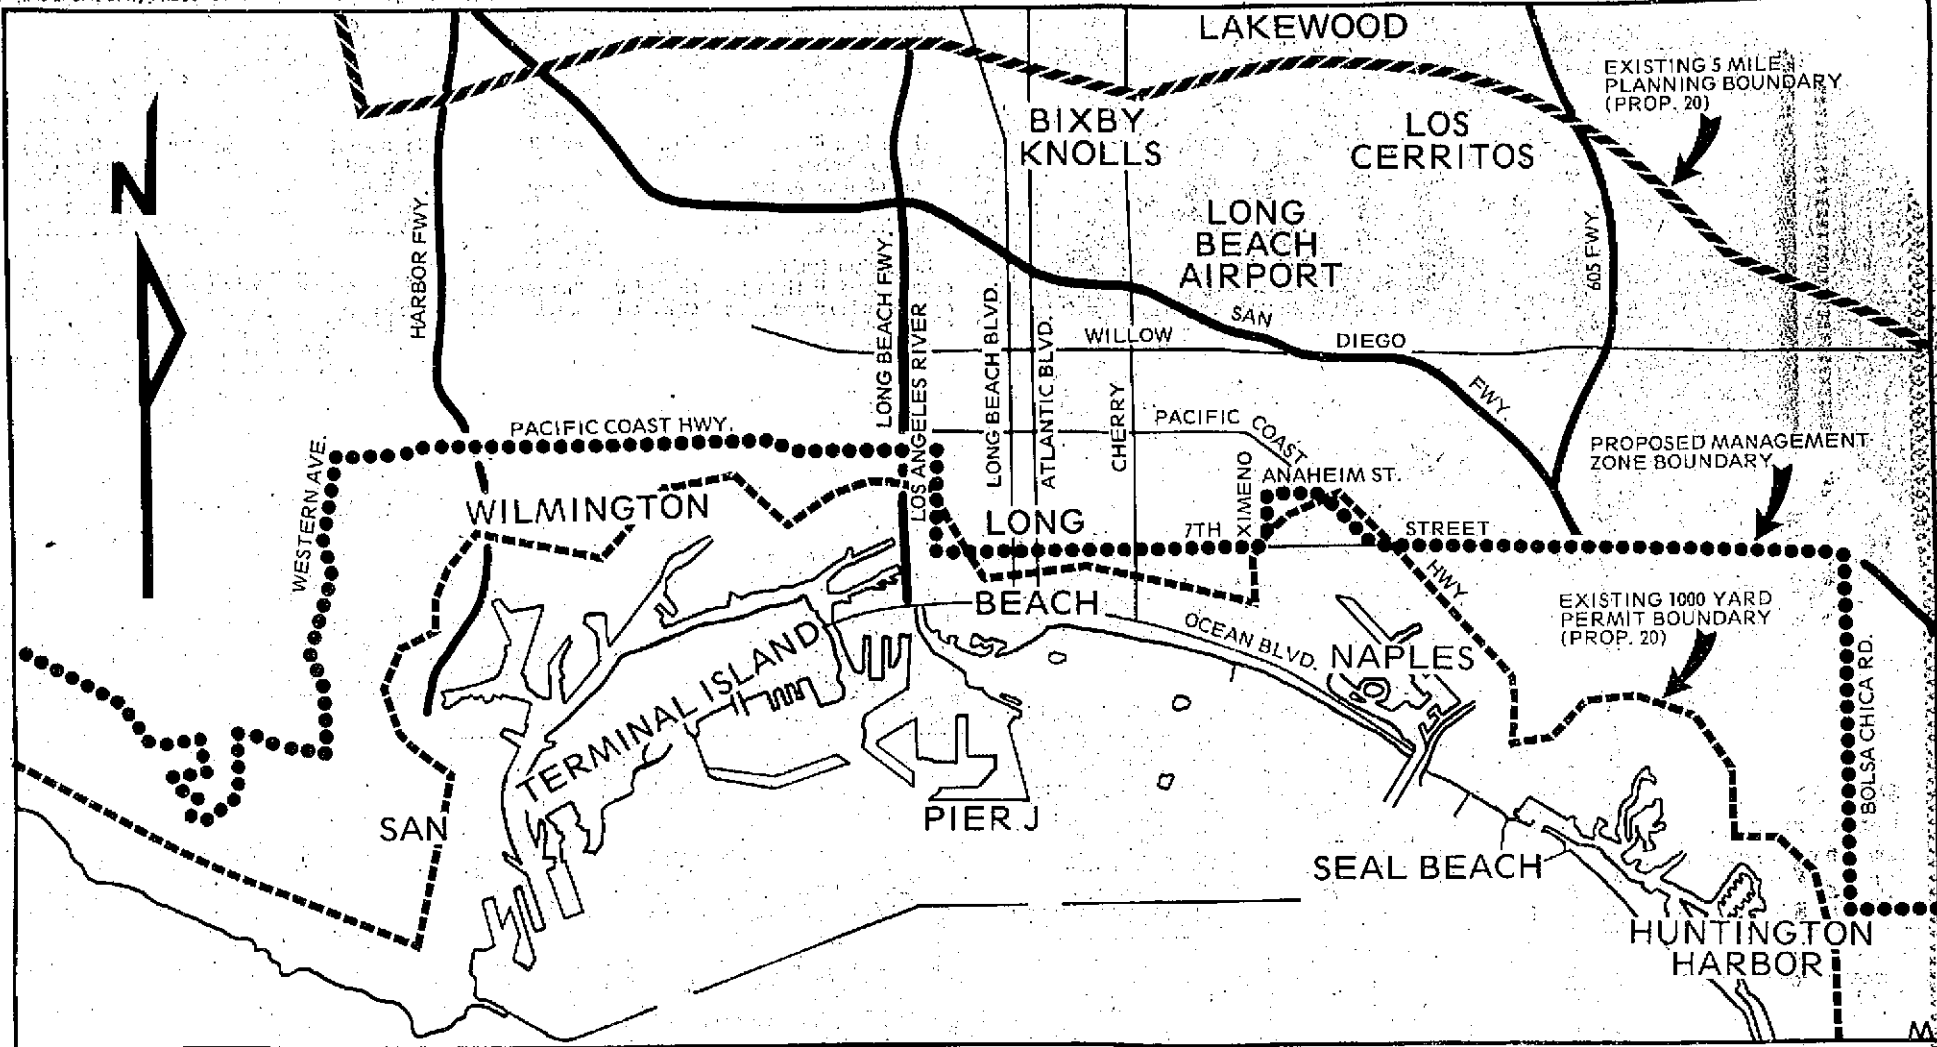 LAKEWOOD
EXISTING 5 MILE
PLANNING BOUNDARY
(PROP. 20)
BIXBY
KNOLLS
LOS
CERRITOS
N
LONG
BEACH
AIRPORT
HARBOR FWY.
LONG BEACH FWY.
LOS ANGELES RIVER
LONG BEACH BLVD.
ATLANTIC BLVD.
CHERRY
605 FWY.
WILLOW
SAN
DIEGO
FWY
PACIFIC COAST HWY.
PACIFIC
COAST
HWY
WESTERN AVE.
XIMENO
ANAHEIM ST.
PROPOSED MANAGEMENT
ZONE BOUNDARY
WILMINGTON
LONG
BEACH
7TH
STREET
EXISTING 1000 YARD
PERMIT BOUNDARY
(PROP. 20)
OCEAN BLVD.
NAPLES
TERMINAL ISLAND
BOLSA CHICA RD.
SAN
PIER J
SEAL BEACH
HUNTINGTON
HARBOR
M